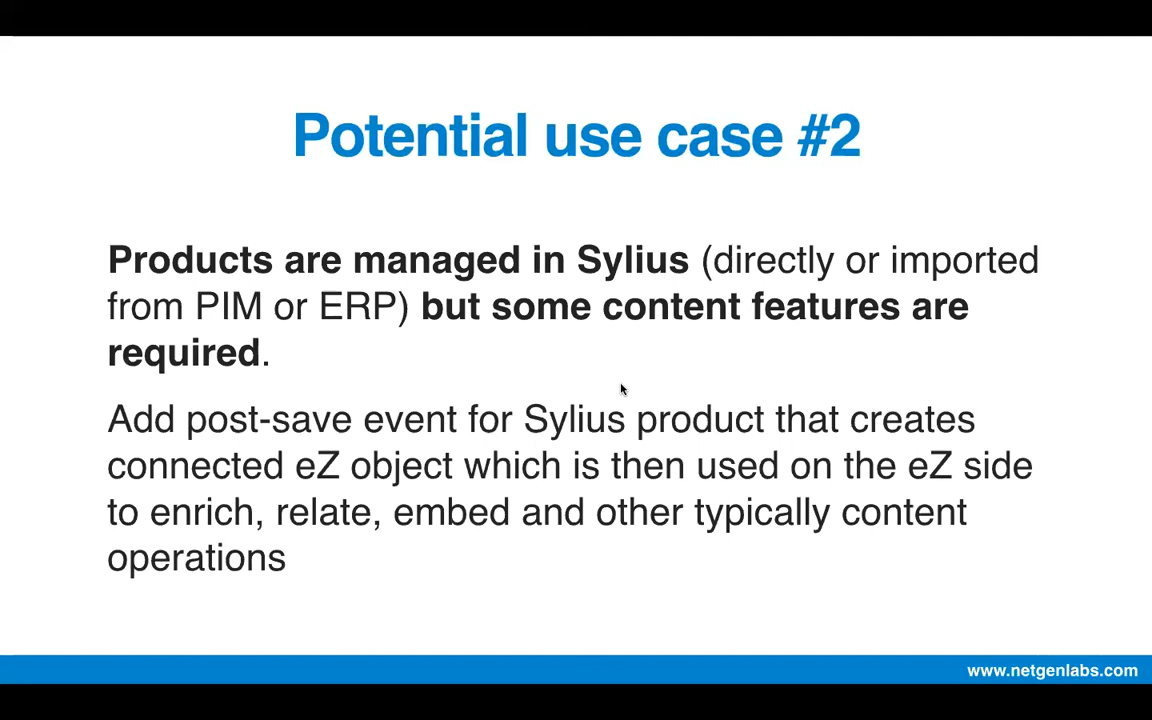 Potential use case #2
Products are managed in Sylius (directly or imported
from PIM or ERP) but some content features are
required.
Add post-save event for Sylius product that creates
connected eZ object which is then used on the eZ side
to enrich, relate, embed and other typically content
operations
www.netgenlabs.com